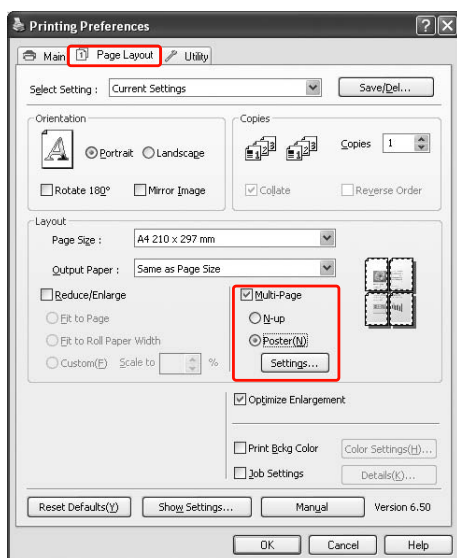 Printing Preferences
Main Page Layout Utility
Select Setting : Current Settings Save/Del...
Orientation
A Portrait Landscape
Rotate 180° Mirror Image
Copies
Copies 1
Collate Reverse Order
Layout
Page Size : A4 210 x 297 mm
Output Paper : Same as Page Size
Reduce/Enlarge
Fit to Page
Fit to Roll Paper Width
Custom(F) Scale to %
Multi-Page
N-up
Poster(N)
Settings...
Optimize Enlargement
Print Bckg Color Color Settings(H)...
Job Settings Details(K)...
Reset Defaults(Y) Show Settings... Manual Version 6.50
OK Cancel Help